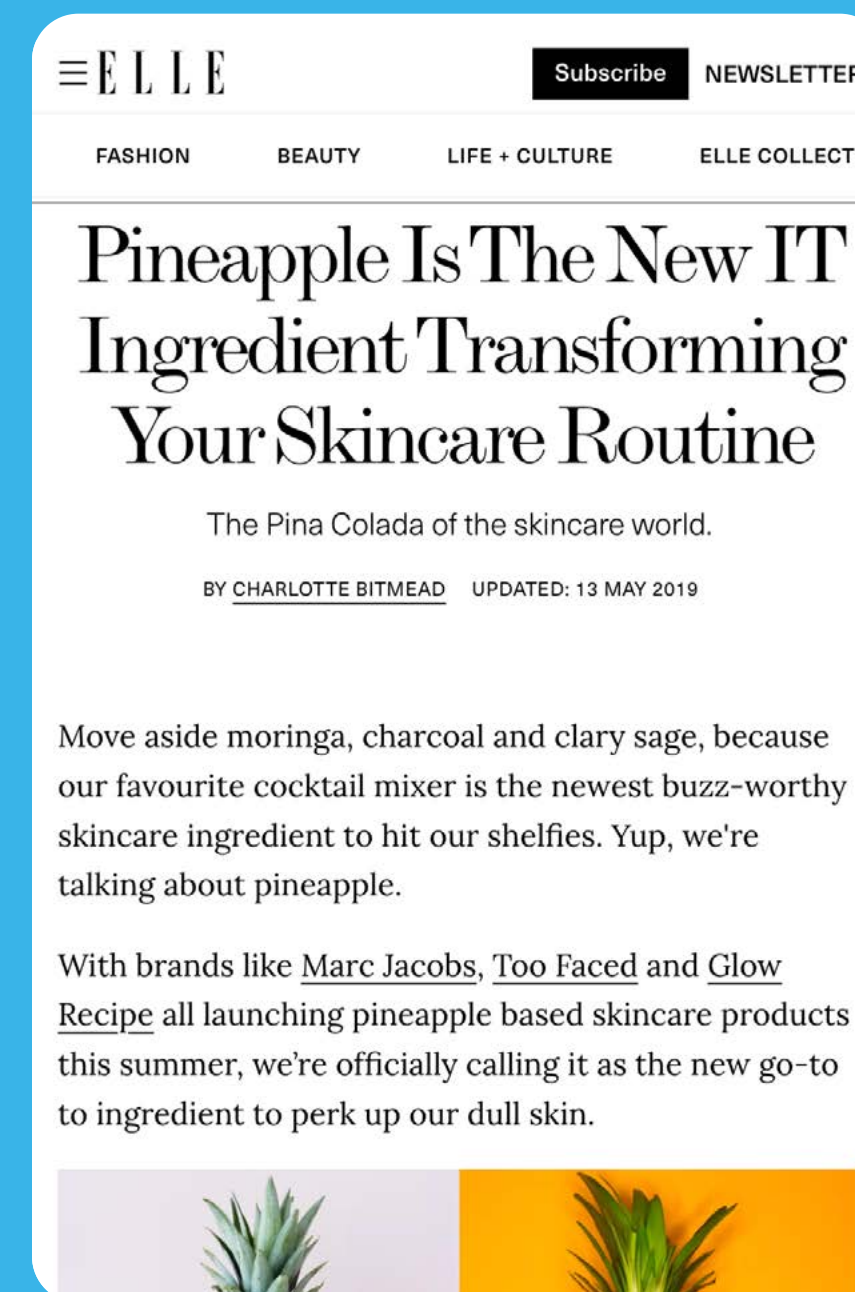 ELLE
Subscribe NEWSLETTER
FASHION BEAUTY LIFE + CULTURE ELLE COLLECT
Pineapple Is The New IT
Ingredient Transforming
Your Skincare Routine
The Pina Colada of the skincare world.
BY CHARLOTTE BITMEAD UPDATED: 13 MAY 2019
Move aside moringa, charcoal and clary sage, because
our favourite cocktail mixer is the newest buzz-worthy
skincare ingredient to hit our shelfies. Yup, we're
talking about pineapple.
With brands like Marc Jacobs, Too Faced and Glow
Recipe all launching pineapple based skincare products
this summer, we’re officially calling it as the new go-to
to ingredient to perk up our dull skin.